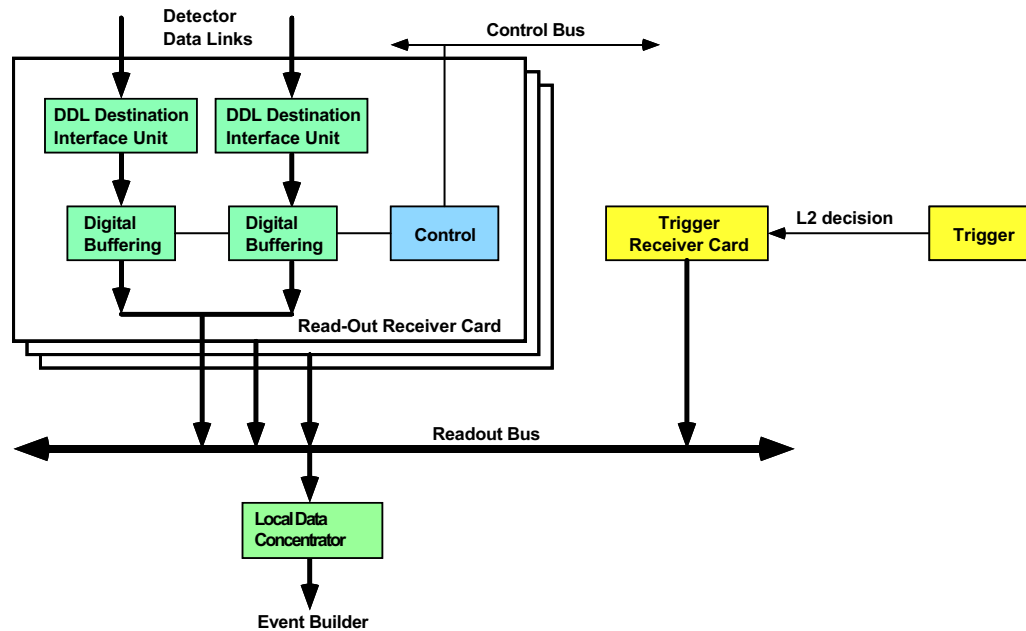 Detector
Data Links
Control Bus
DDL Destination
Interface Unit
DDL Destination
Interface Unit
Digital
Buffering
Digital
Buffering
Control
Trigger
Receiver Card
L2 decision
Trigger
Read-Out Receiver Card
Readout Bus
Local Data
Concentrator
Event Builder